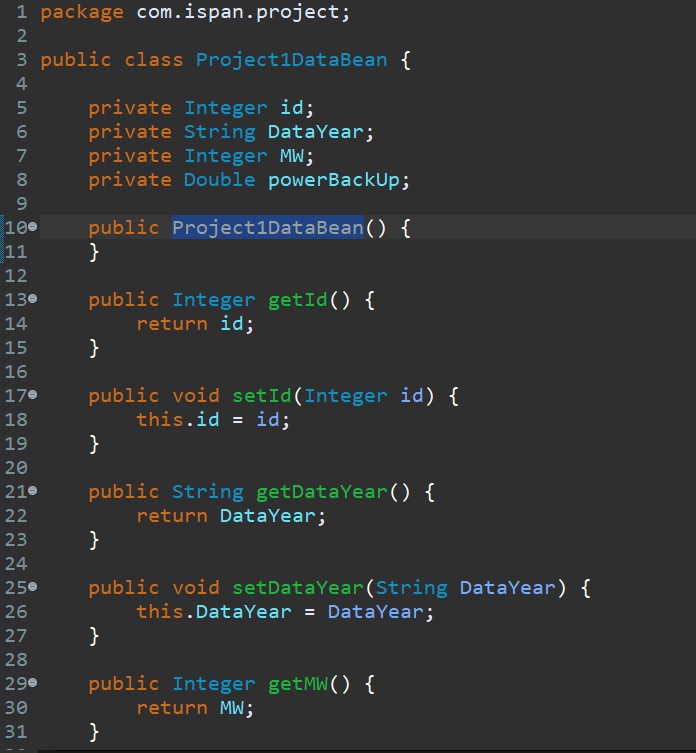 1 package com.ispan.project;
2
3 public class Project1DataBean {
4
5     private Integer id;
6     private String DataYear;
7     private Integer MW;
8     private Double powerBackUp;
9
10     public Project1DataBean() {
11     }
12
13     public Integer getId() {
14         return id;
15     }
16
17     public void setId(Integer id) {
18         this.id = id;
19     }
20
21     public String getDataYear() {
22         return DataYear;
23     }
24
25     public void setDataYear(String DataYear) {
26         this.DataYear = DataYear;
27     }
28
29     public Integer getMW() {
30         return MW;
31     }